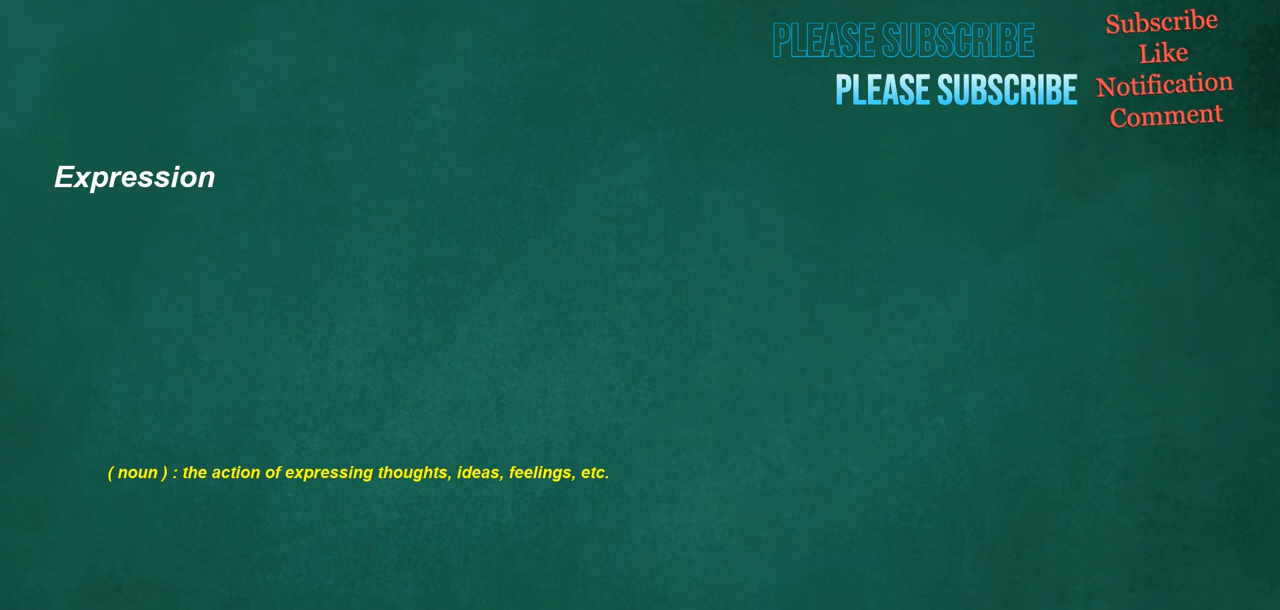 PLEASE SUBSCRIBE
PLEASE SUBSCRIBE
Subscribe
Like
Notification
Comment
Expression
( noun ) : the action of expressing thoughts, ideas, feelings, etc.